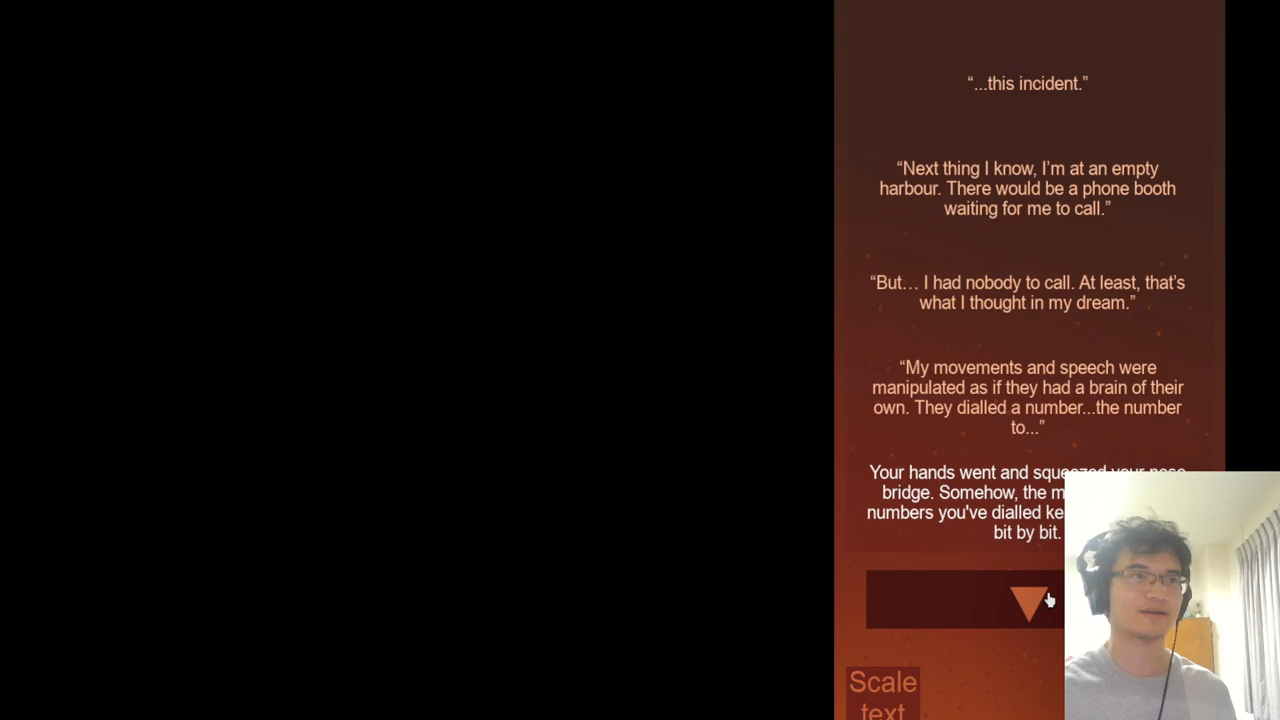 “...this incident.”
“Next thing I know, I’m at an empty
harbour. There would be a phone booth
waiting for me to call.”
“But… I had nobody to call. At least, that’s
what I thought in my dream.”
“My movements and speech were
manipulated as if they had a brain of their
own. They dialled a number...the number
to...”
Your hands went and squeezed your nose
bridge. Somehow, the
numbers you've dialled
bit by bit.
Scale
text